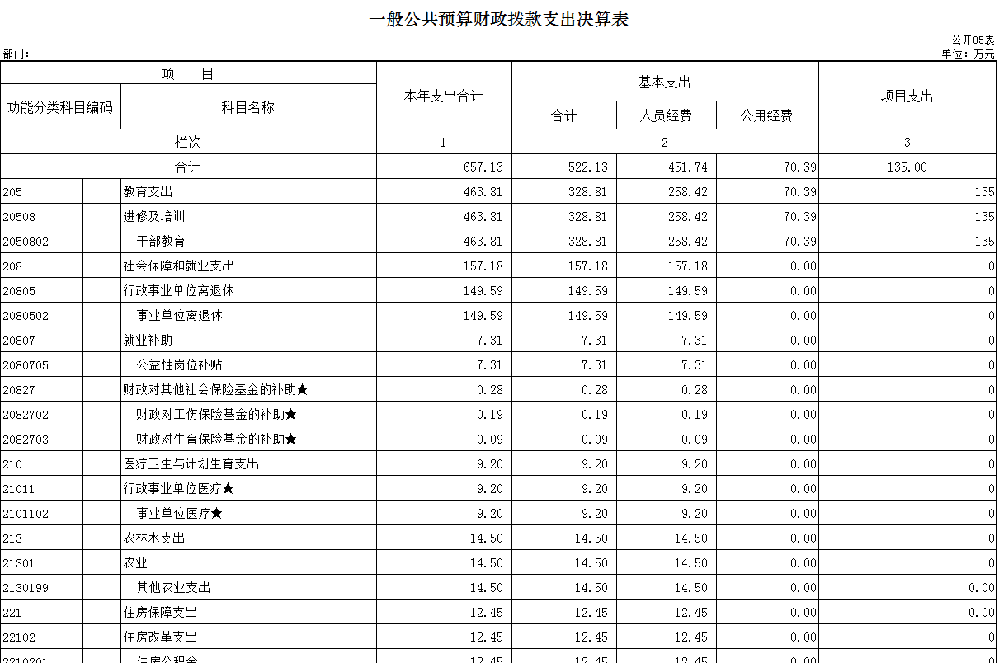 一般公共预算财政拨款支出决算表
公开05表
部门： 单位：万元
项 目 本年支出合计 基本支出 项目支出
功能分类科目编码 科目名称 合计 人员经费 公用经费
栏次 1 2 3
合计 657.13 522.13 451.74 70.39 135.00
205 教育支出 463.81 328.81 258.42 70.39 135
20508 进修及培训 463.81 328.81 258.42 70.39 135
2050802 干部教育 463.81 328.81 258.42 70.39 135
208 社会保障和就业支出 157.18 157.18 157.18 0.00 0
20805 行政事业单位离退休 149.59 149.59 149.59 0.00 0
2080502 事业单位离退休 149.59 149.59 149.59 0.00 0
20807 就业补助 7.31 7.31 7.31 0.00 0
2080705 公益性岗位补贴 7.31 7.31 7.31 0.00 0
20827 财政对其他社会保险基金的补助★ 0.28 0.28 0.28 0.00 0
2082702 财政对工伤保险基金的补助★ 0.19 0.19 0.19 0.00 0
2082703 财政对生育保险基金的补助★ 0.09 0.09 0.09 0.00 0
210 医疗卫生与计划生育支出 9.20 9.20 9.20 0.00 0
21011 行政事业单位医疗★ 9.20 9.20 9.20 0.00 0
2101102 事业单位医疗★ 9.20 9.20 9.20 0.00 0
213 农林水支出 14.50 14.50 14.50 0.00 0
21301 农业 14.50 14.50 14.50 0.00 0
2130199 其他农业支出 14.50 14.50 14.50 0.00 0.00
221 住房保障支出 12.45 12.45 12.45 0.00 0.00
22102 住房改革支出 12.45 12.45 12.45 0.00 0
2210201 住房公积金 12.45 12.45 12.45 0.00 0